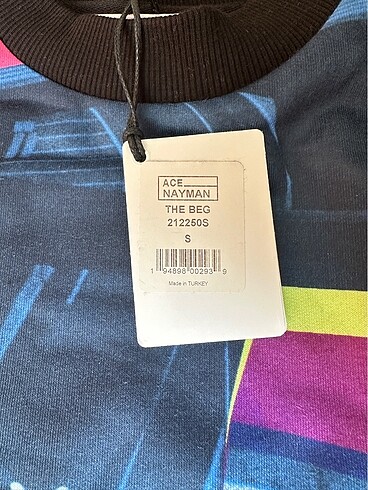 ACE
NAYMAN
THE BEG
212250S
S
1 94898 00293 9
Made in TURKEY